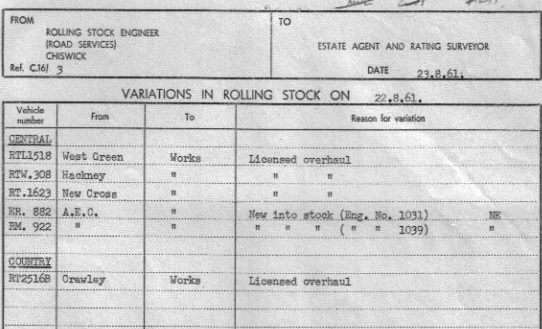 FROM TO
ROLLING STOCK ENGINEER
(ROAD SERVICES)
CHISWICK
ESTATE AGENT AND RATING SURVEYOR
Ref. C.16/ 3
DATE 23.8.61.
VARIATIONS IN ROLLING STOCK ON 22.8.61.
Vehicle number From To Reason for variation
CENTRAL
RTL1518 West Green Works Licensed overhaul
RTW.308 Hackney " " "
RT.1623 New Cross " " "
RR. 882 A.E.C. " New into stock (Eng. No. 1031) NE
RM. 922 " " " " " ( " " 1039) "
COUNTRY
RT2516B Crawley Works Licensed overhaul